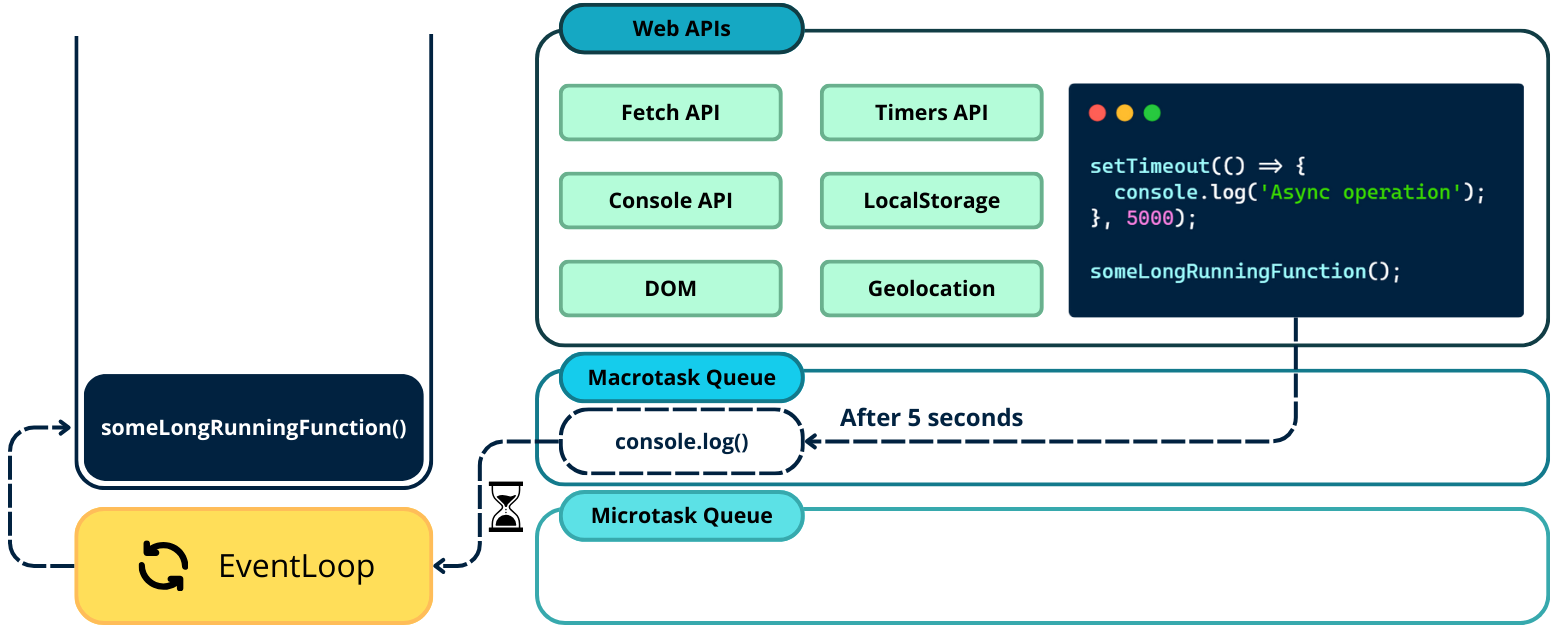 Web APIs
Fetch API
Timers API
Console API
LocalStorage
DOM
Geolocation
setTimeout(() => {
  console.log('Async operation');
}, 5000);
someLongRunningFunction();
Macrotask Queue
After 5 seconds
console.log()
someLongRunningFunction()
Microtask Queue
EventLoop